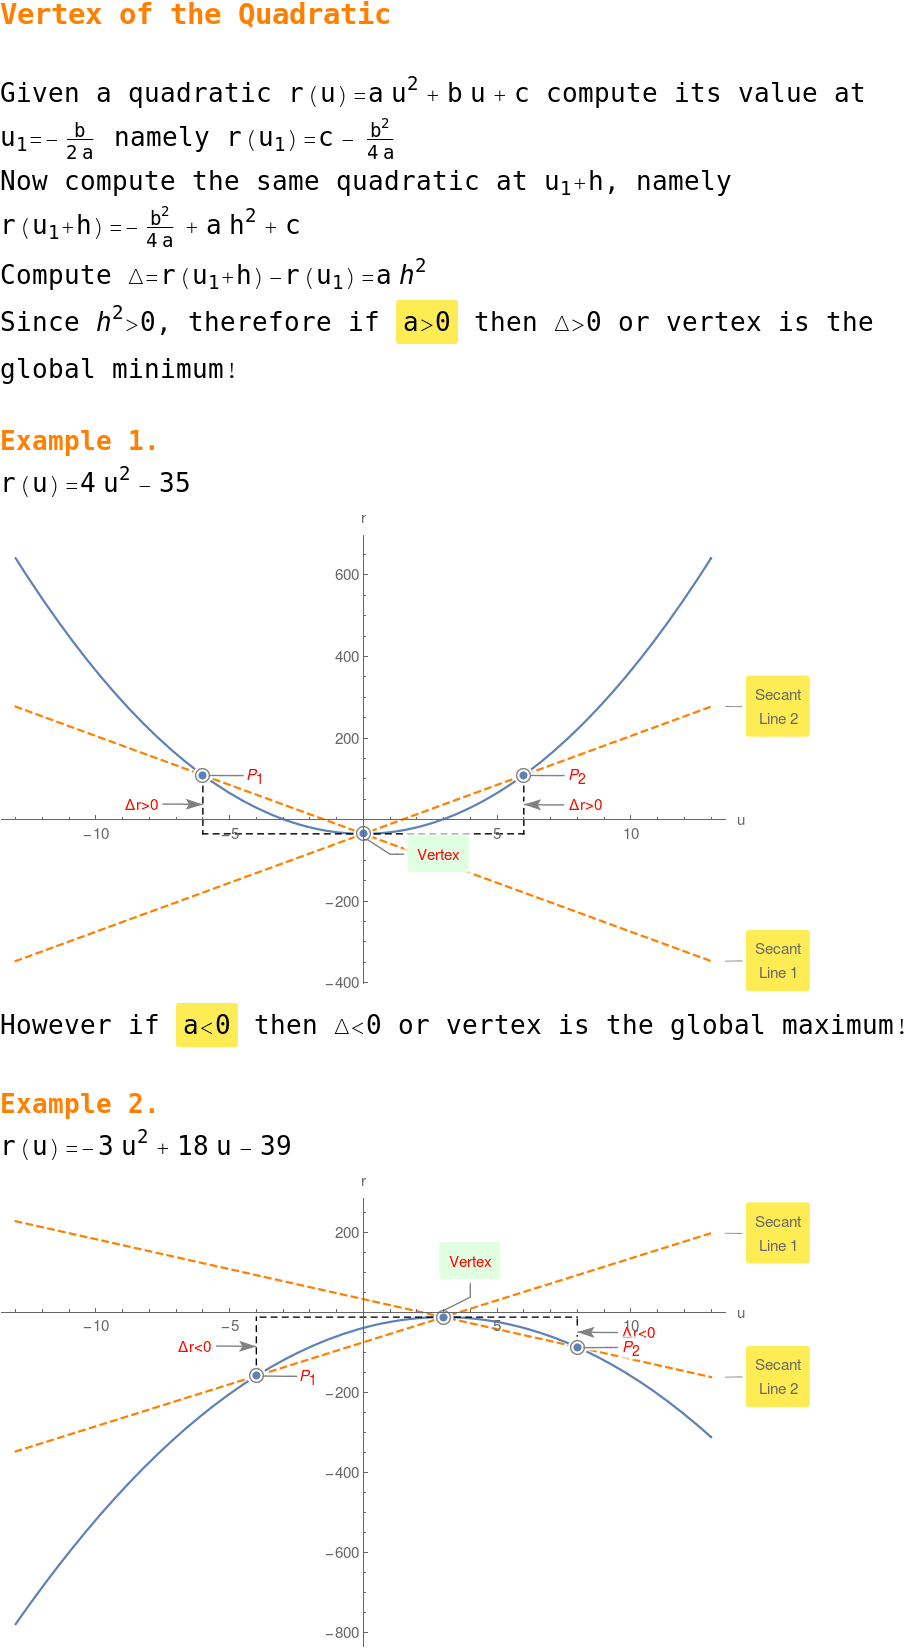 Vertex of the Quadratic
Given a quadratic r(u)=a u² + b u + c compute its value at
u₁=− b/(2 a) namely r(u₁)=c − b²/(4 a)
Now compute the same quadratic at u₁+h, namely
r(u₁+h)=− b²/(4 a) + a h² + c
Compute Δ=r(u₁+h)−r(u₁)=a h²
Since h²>0, therefore if a>0 then Δ>0 or vertex is the
global minimum!
Example 1.
r(u)=4 u² − 35
r
600
400
200
−200
−400
−10
−5
5
10
u
P₁
P₂
Δr>0
Δr>0
Vertex
Secant
Line 2
Secant
Line 1
However if a<0 then Δ<0 or vertex is the global maximum!
Example 2.
r(u)=−3 u² + 18 u − 39
r
200
−200
−400
−600
−800
−10
−5
5
10
u
Vertex
Δr<0
Δr<0
P₁
P₂
Secant
Line 1
Secant
Line 2